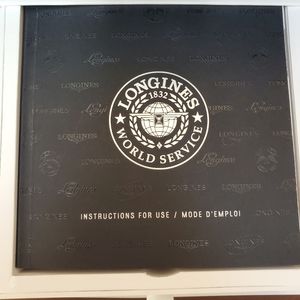 LONGINES
1832
WORLD SERVICE
INSTRUCTIONS FOR USE / MODE D'EMPLOI